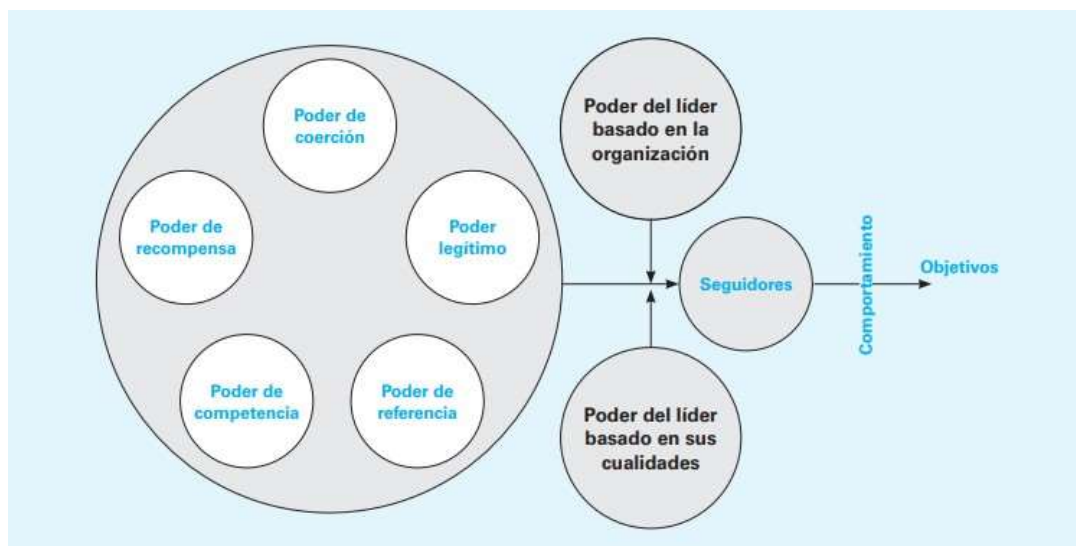 Poder de
coerción
Poder de
recompensa
Poder
legítimo
Poder de
competencia
Poder de
referencia
Poder del líder
basado en la
organización
Seguidores
Comportamiento
Objetivos
Poder del líder
basado en sus
cualidades